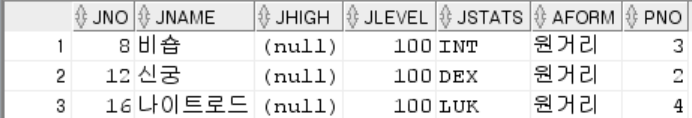 JNO JNAME JHIGH JLEVEL JSTATS AFORM PNO
1 8 비숍 (null) 100 INT 원거리 3
2 12 신궁 (null) 100 DEX 원거리 2
3 16 나이트로드 (null) 100 LUK 원거리 4